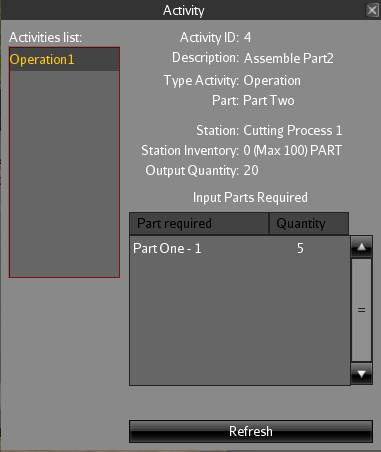 Activity
Activities list:
Operation1
Activity ID: 4
Description: Assemble Part2
Type Activity: Operation
Part: Part Two
Station: Cutting Process 1
Station Inventory: 0 (Max 100) PART
Output Quantity: 20
Input Parts Required
Part required Quantity
Part One - 1 5
Refresh